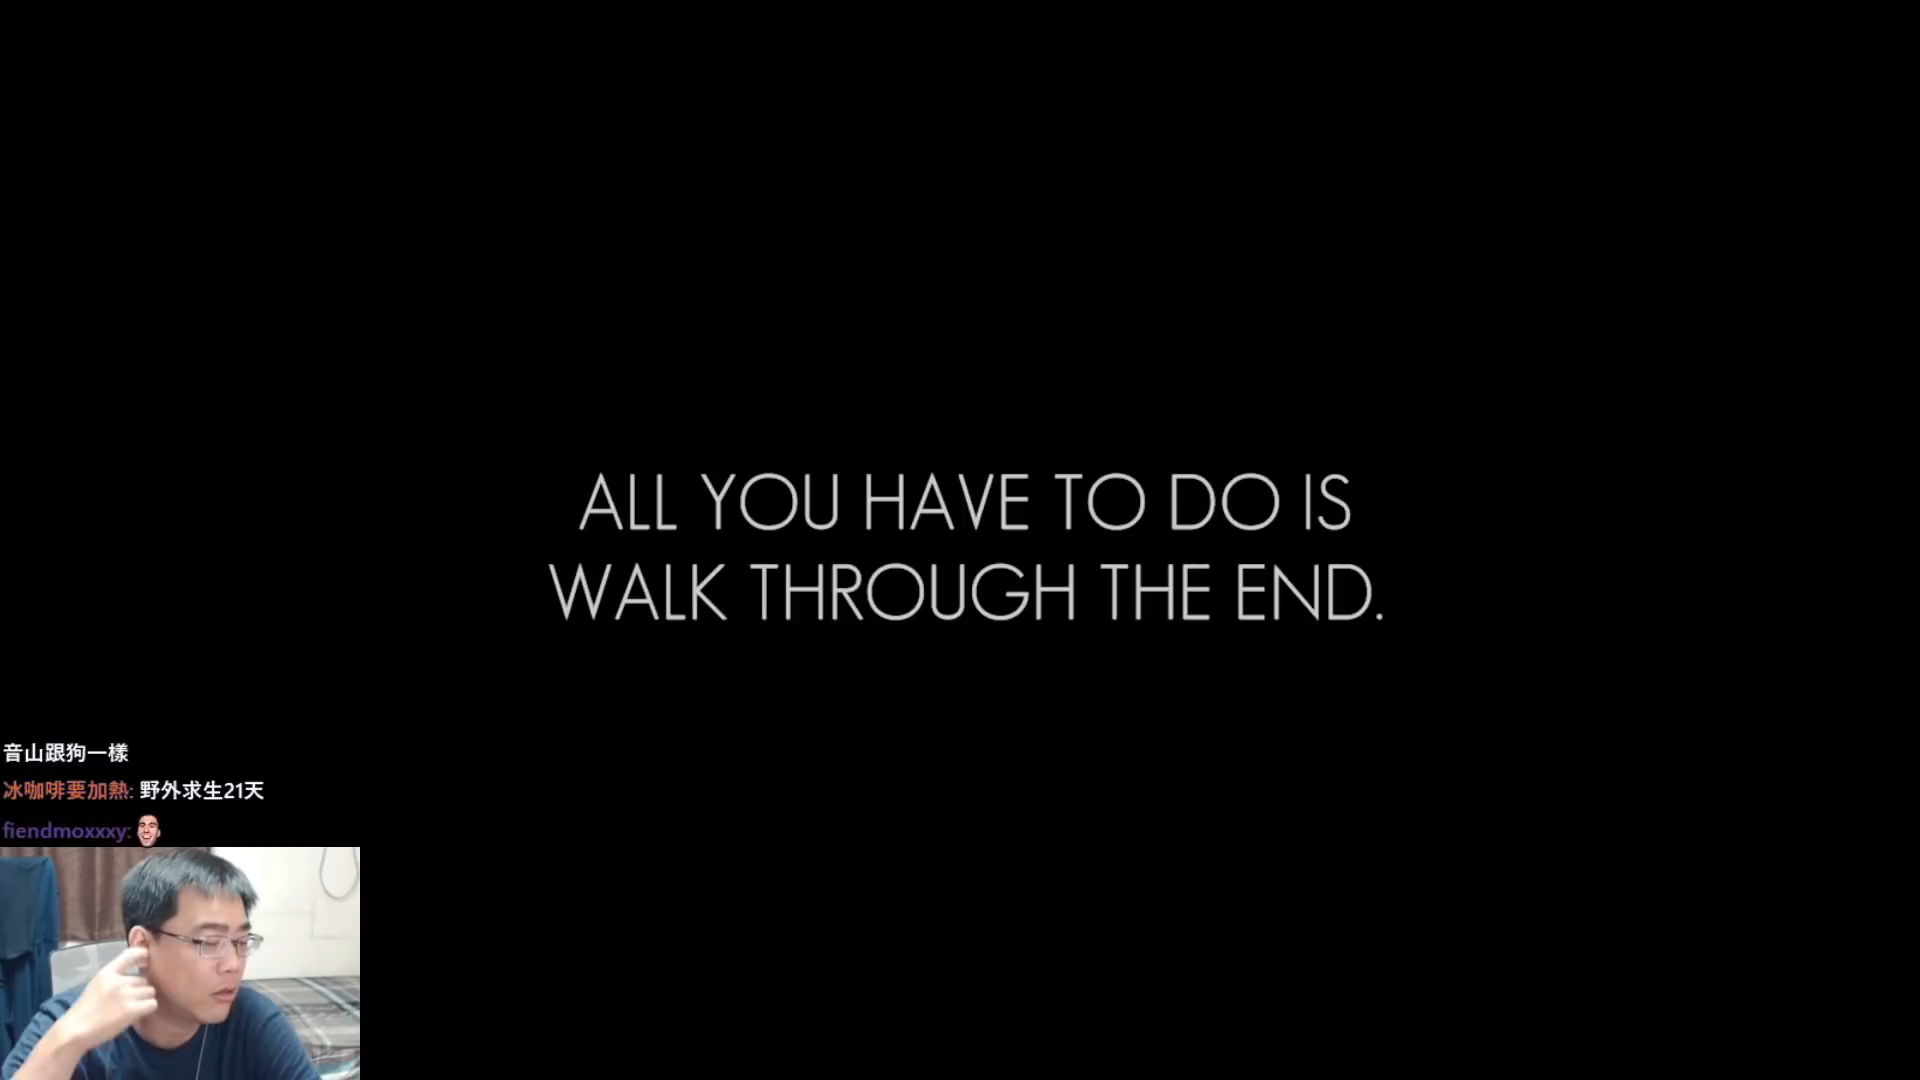 ALL YOU HAVE TO DO IS
WALK THROUGH THE END.
音山跟狗一樣
冰咖啡要加熱: 野外求生21天
fiendmoxxxy: